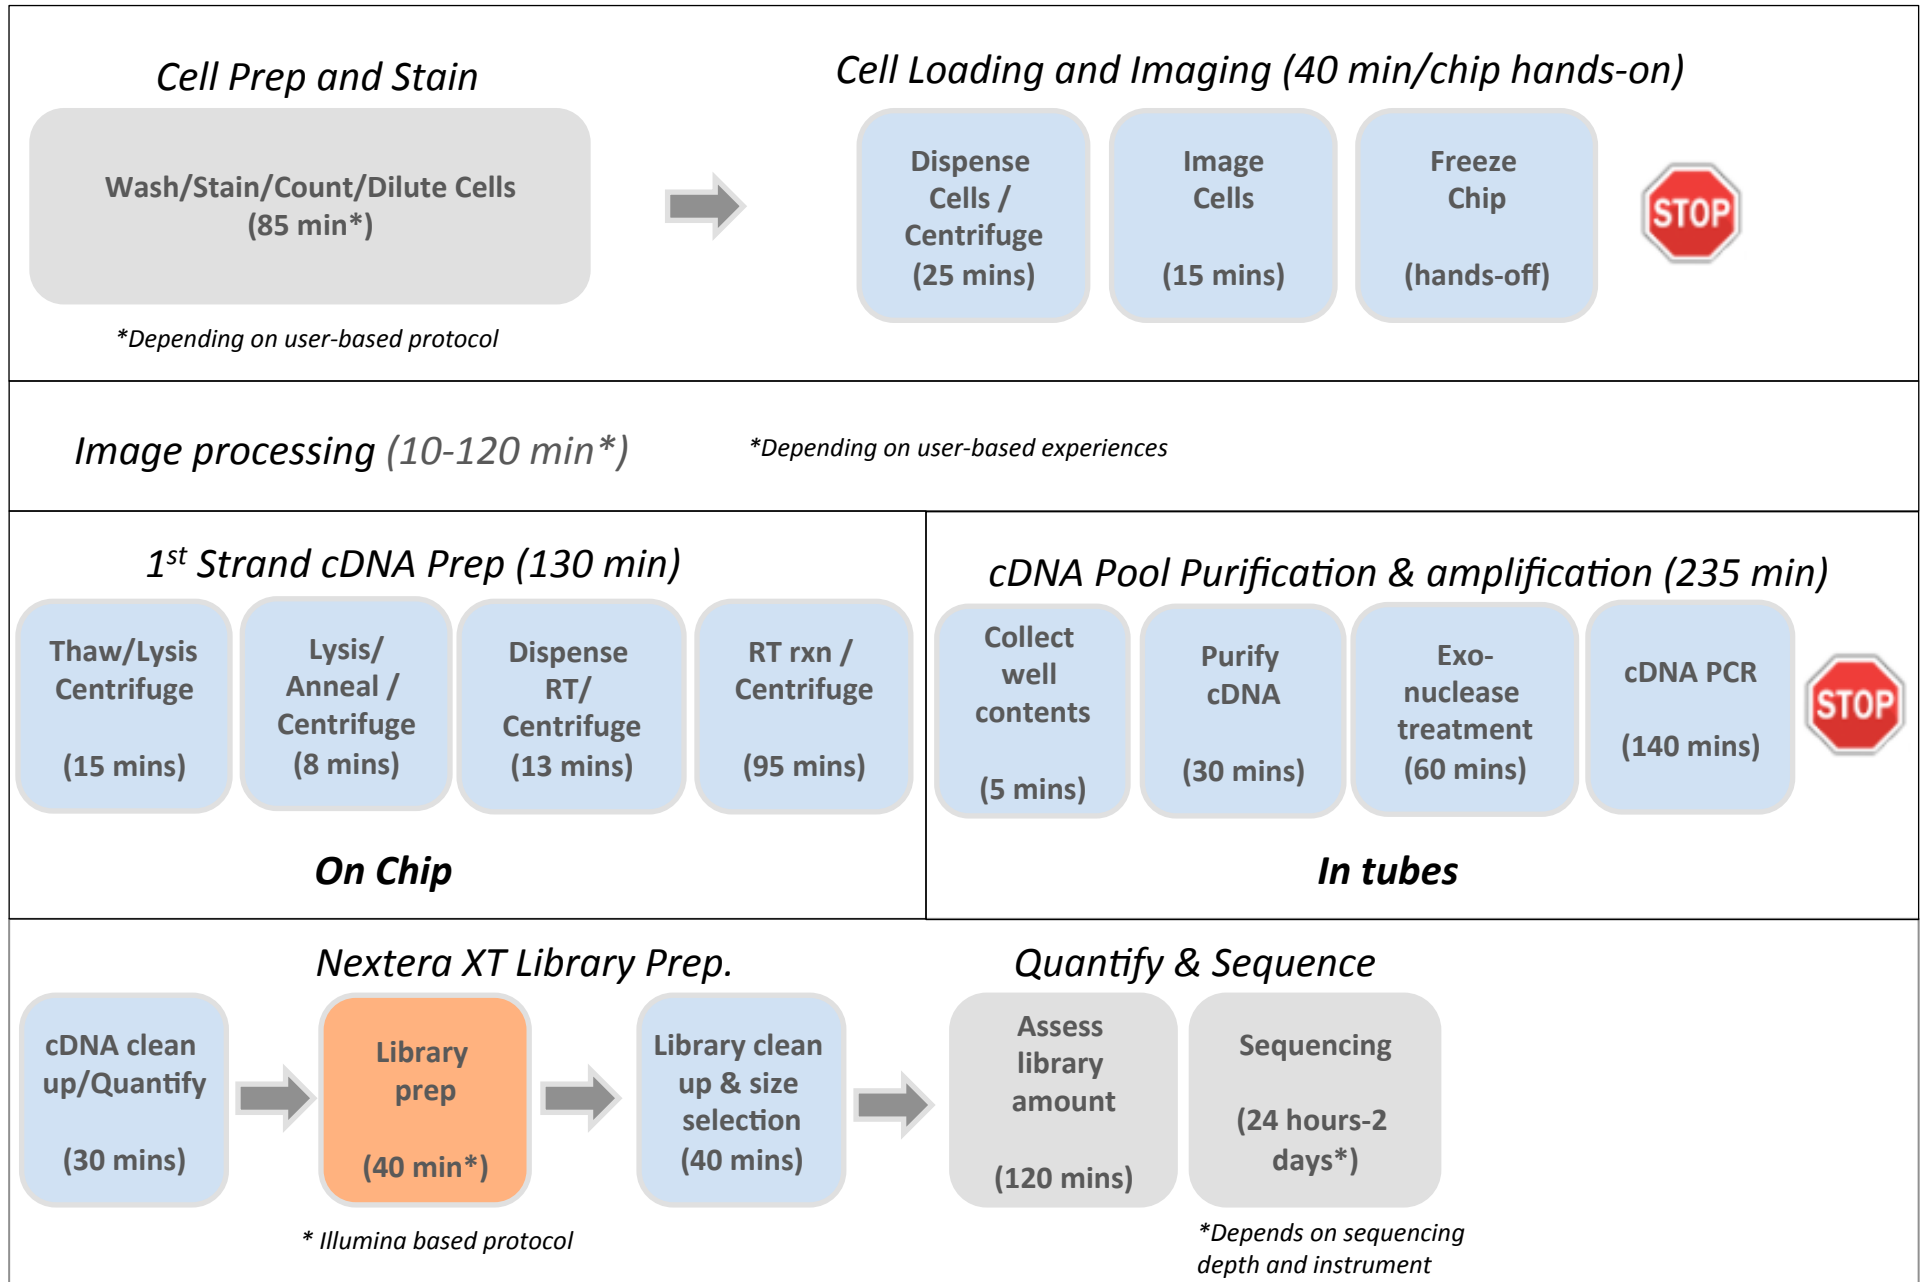 Cell Prep and Stain
Wash/Stain/Count/Dilute Cells
(85 min*)
*Depending on user-based protocol
Cell Loading and Imaging (40 min/chip hands-on)
Dispense
Cells /
Centrifuge
(25 mins)
Image
Cells
(15 mins)
Freeze
Chip
(hands-off)
STOP
Image processing (10-120 min*)
*Depending on user-based experiences
1st Strand cDNA Prep (130 min)
Thaw/Lysis
Centrifuge
(15 mins)
Lysis/
Anneal /
Centrifuge
(8 mins)
Dispense
RT/
Centrifuge
(13 mins)
RT rxn /
Centrifuge
(95 mins)
On Chip
cDNA Pool Purification & amplification (235 min)
Collect
well
contents
(5 mins)
Purify
cDNA
(30 mins)
Exo-
nuclease
treatment
(60 mins)
cDNA PCR
(140 mins)
STOP
In tubes
Nextera XT Library Prep.
cDNA clean
up/Quantify
(30 mins)
Library
prep
(40 min*)
* Illumina based protocol
Library clean
up & size
selection
(40 mins)
Quantify & Sequence
Assess
library
amount
(120 mins)
Sequencing
(24 hours-2
days*)
*Depends on sequencing
depth and instrument